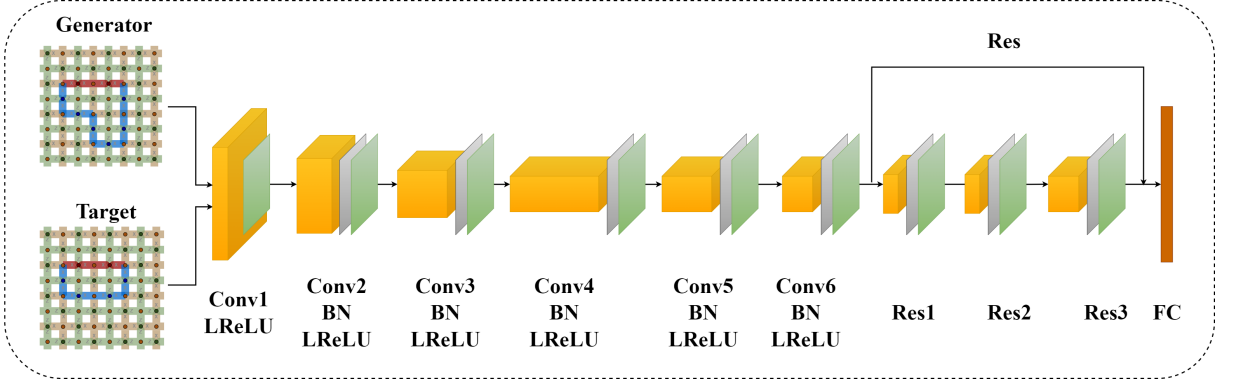 Generator
Res
Target
Conv1
LReLU
Conv2
BN
LReLU
Conv3
BN
LReLU
Conv4
BN
LReLU
Conv5
BN
LReLU
Conv6
BN
LReLU
Res1
Res2
Res3
FC